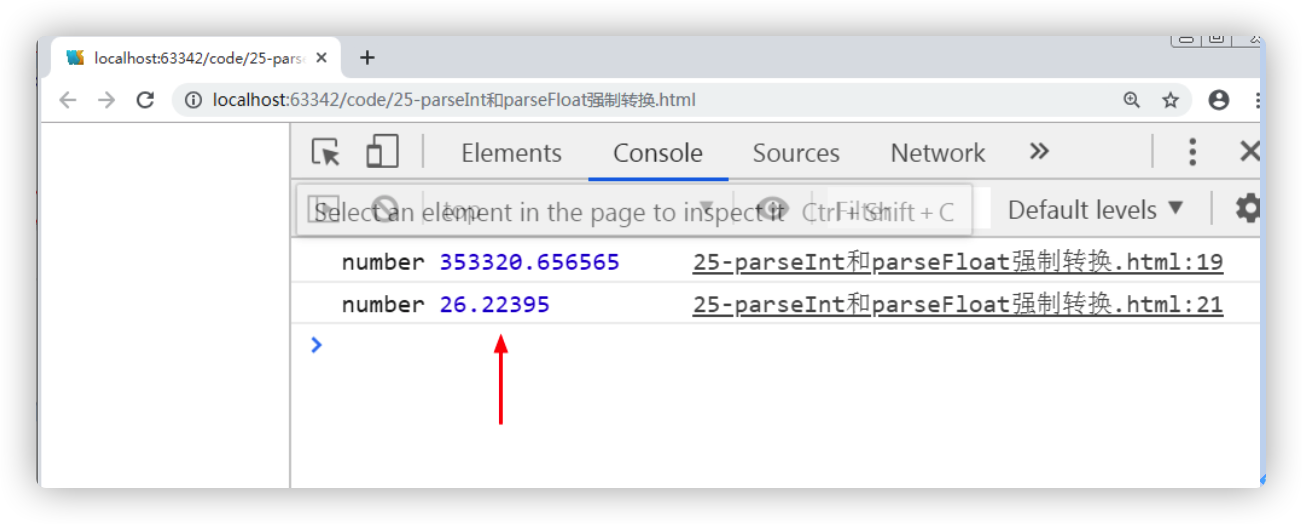 localhost:63342/code/25-pars
localhost:63342/code/25-parseInt和parseFloat强制转换.html
Elements Console Sources Network
top Filter Default levels
Select an element in the page to inspect it Ctrl + Shift + C
number 353320.656565 25-parseInt和parseFloat强制转换.html:19
number 26.22395 25-parseInt和parseFloat强制转换.html:21